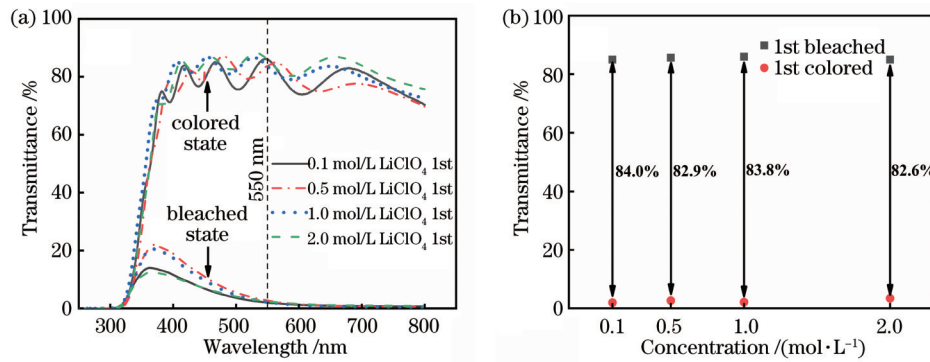 (a)
100
80
60
40
20
0
Transmittance /%
300
400
500
600
700
800
Wavelength /nm
colored
state
bleached
state
550 nm
0.1 mol/L LiClO₄ 1st
0.5 mol/L LiClO₄ 1st
1.0 mol/L LiClO₄ 1st
2.0 mol/L LiClO₄ 1st
(b)
100
80
60
40
20
0
Transmittance /%
1st bleached
1st colored
84.0%
82.9%
83.8%
82.6%
0.1
0.5
1.0
2.0
Concentration /(mol·L⁻¹)